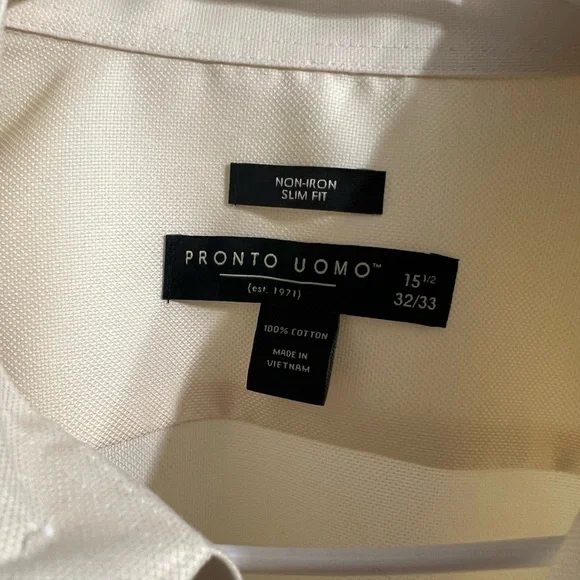 NON-IRON
SLIM FIT
PRONTO UOMO™
(est. 1971)
15 1/2
32/33
100% COTTON
MADE IN
VIETNAM